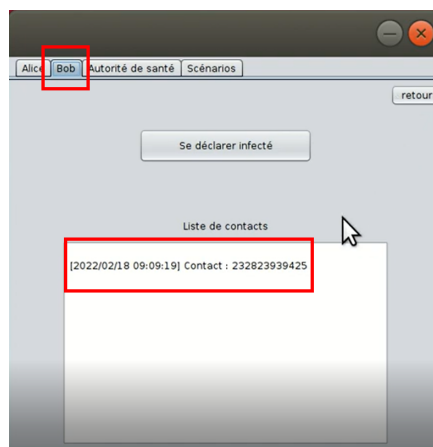 Alice Bob Autorité de santé Scénarios
retour
Se déclarer infecté
Liste de contacts
[2022/02/18 09:09:19] Contact : 232823939425